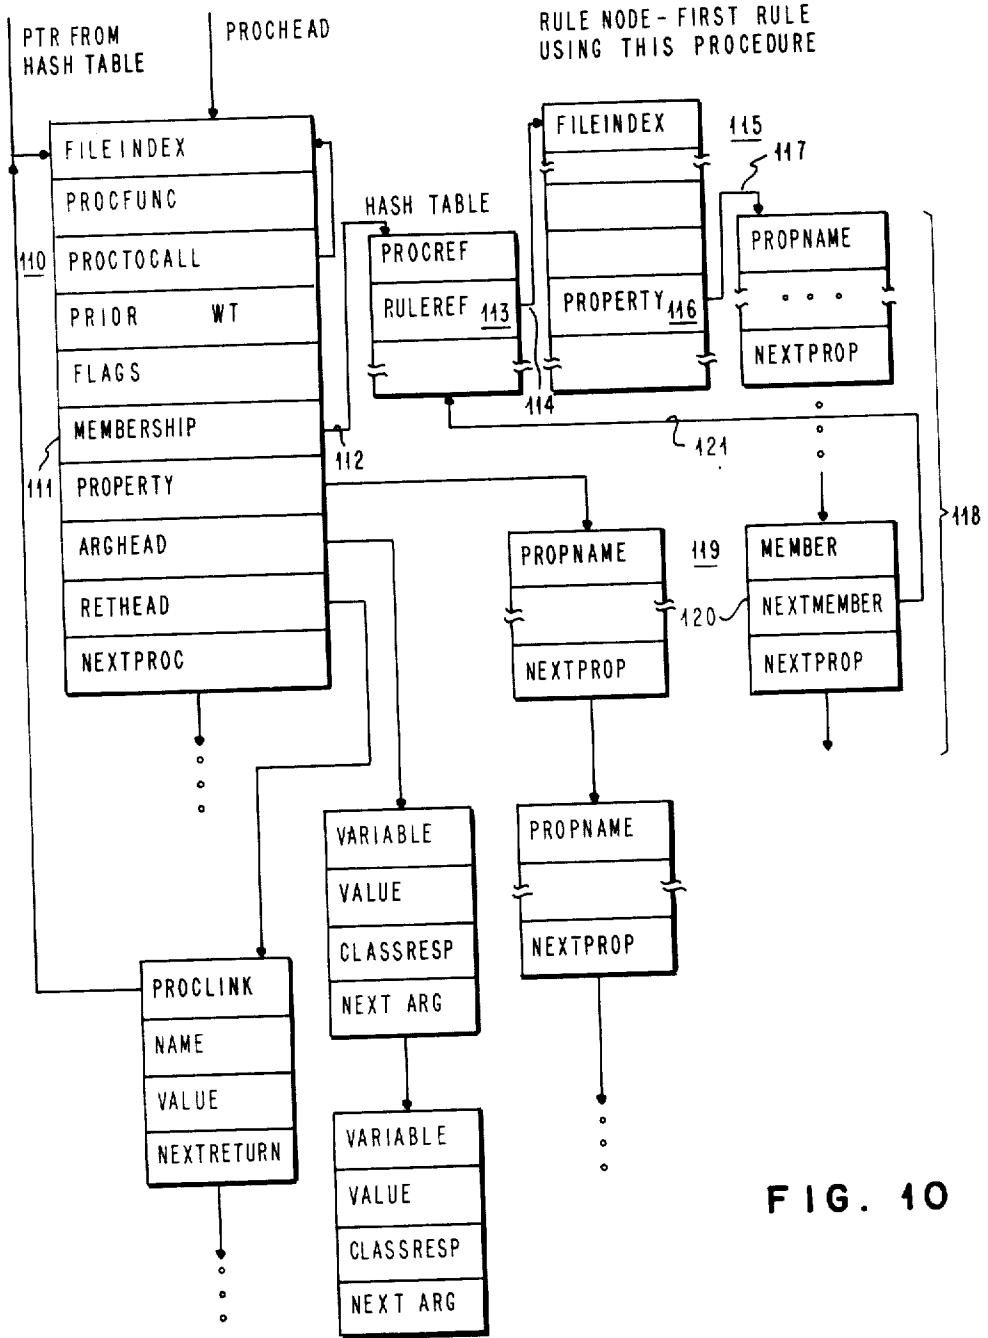 PTR FROM
HASH TABLE
PROCHEAD
RULE NODE - FIRST RULE
USING THIS PROCEDURE
FILEINDEX
PROCFUNC
110
PROCTOCALL
PRIOR WT
FLAGS
111
MEMBERSHIP
112
PROPERTY
ARGHEAD
RETHEAD
NEXTPROC
HASH TABLE
PROCREF
RULEREF 113
114
FILEINDEX
115
PROPERTY 116
117
PROPNAME
NEXTPROP
118
121
MEMBER
120
NEXTMEMBER
NEXTPROP
119
PROPNAME
NEXTPROP
PROPNAME
NEXTPROP
VARIABLE
VALUE
CLASSRESP
NEXT ARG
VARIABLE
VALUE
CLASSRESP
NEXT ARG
PROCLINK
NAME
VALUE
NEXTRETURN
FIG. 10